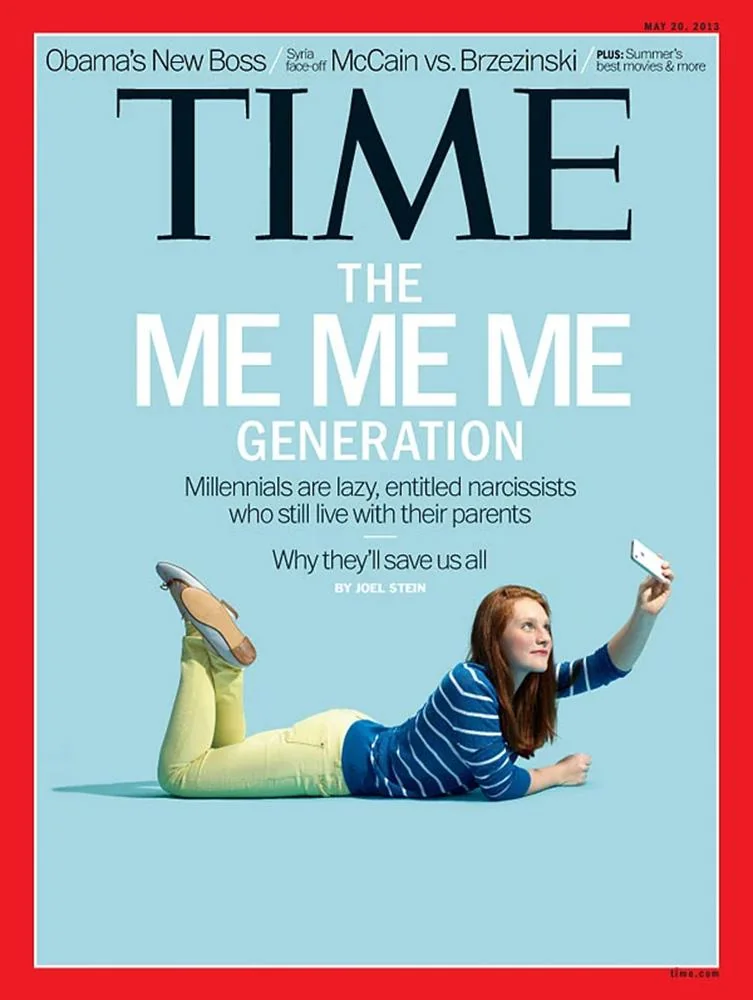 MAY 20, 2013
Obama's New Boss / Syria face-off McCain vs. Brzezinski / PLUS: Summer's best movies & more
TIME
THE
ME ME ME
GENERATION
Millennials are lazy, entitled narcissists
who still live with their parents
Why they'll save us all
BY JOEL STEIN
time.com